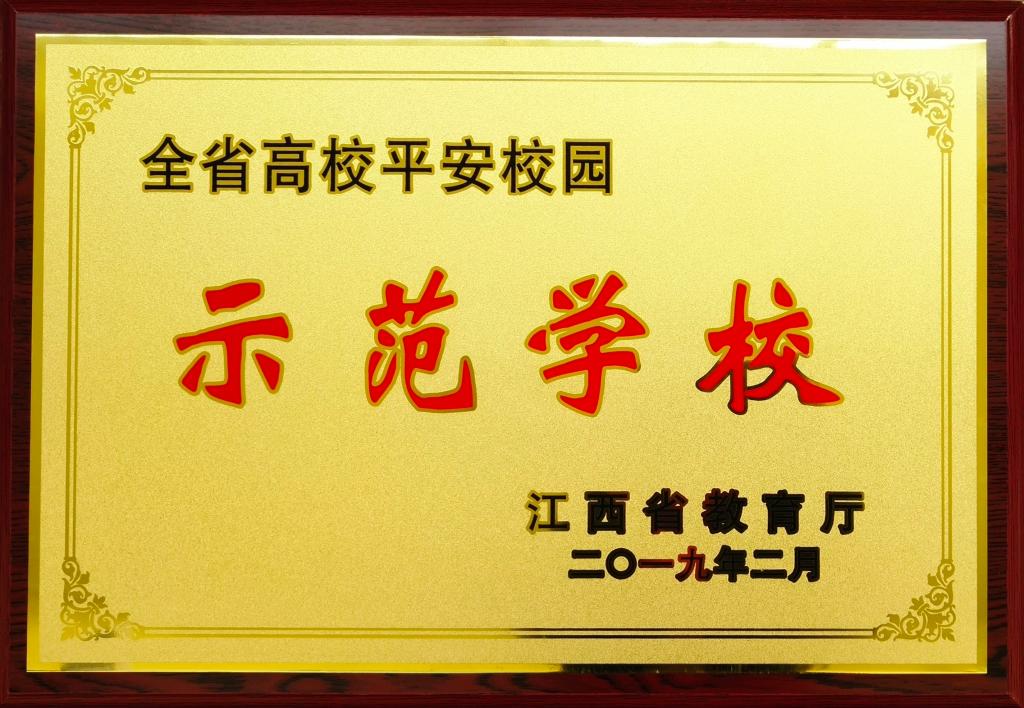 全省高校平安校园
示范学校
江西省教育厅
二〇一九年二月